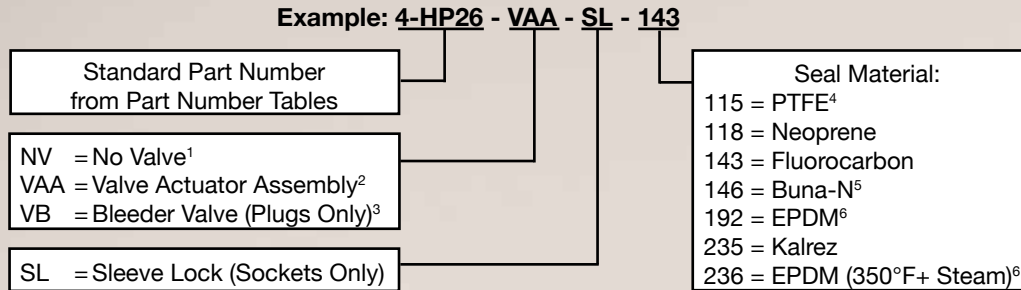 Example: 4-HP26 - VAA - SL - 143
Standard Part Number
from Part Number Tables
NV = No Valve¹
VAA = Valve Actuator Assembly²
VB = Bleeder Valve (Plugs Only)³
SL = Sleeve Lock (Sockets Only)
Seal Material:
115 = PTFE⁴
118 = Neoprene
143 = Fluorocarbon
146 = Buna-N⁵
192 = EPDM⁶
235 = Kalrez
236 = EPDM (350°F+ Steam)⁶